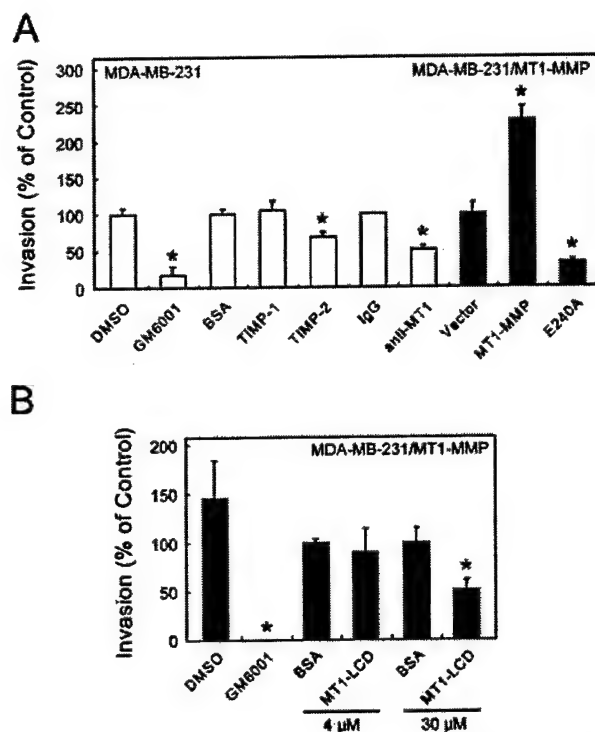 A
MDA-MB-231 MDA-MB-231/MT1-MMP
Invasion (% of Control)
300
250
200
150
100
50
0
* * * * *
DMSO GM6001 BSA TIMP-1 TIMP-2 IgG anti-MT1 Vector MT1-MMP E240A
B
MDA-MB-231/MT1-MMP
Invasion (% of Control)
200
150
100
50
0
* *
DMSO GM6001 BSA MT1-LCD BSA MT1-LCD
4 µM 30 µM